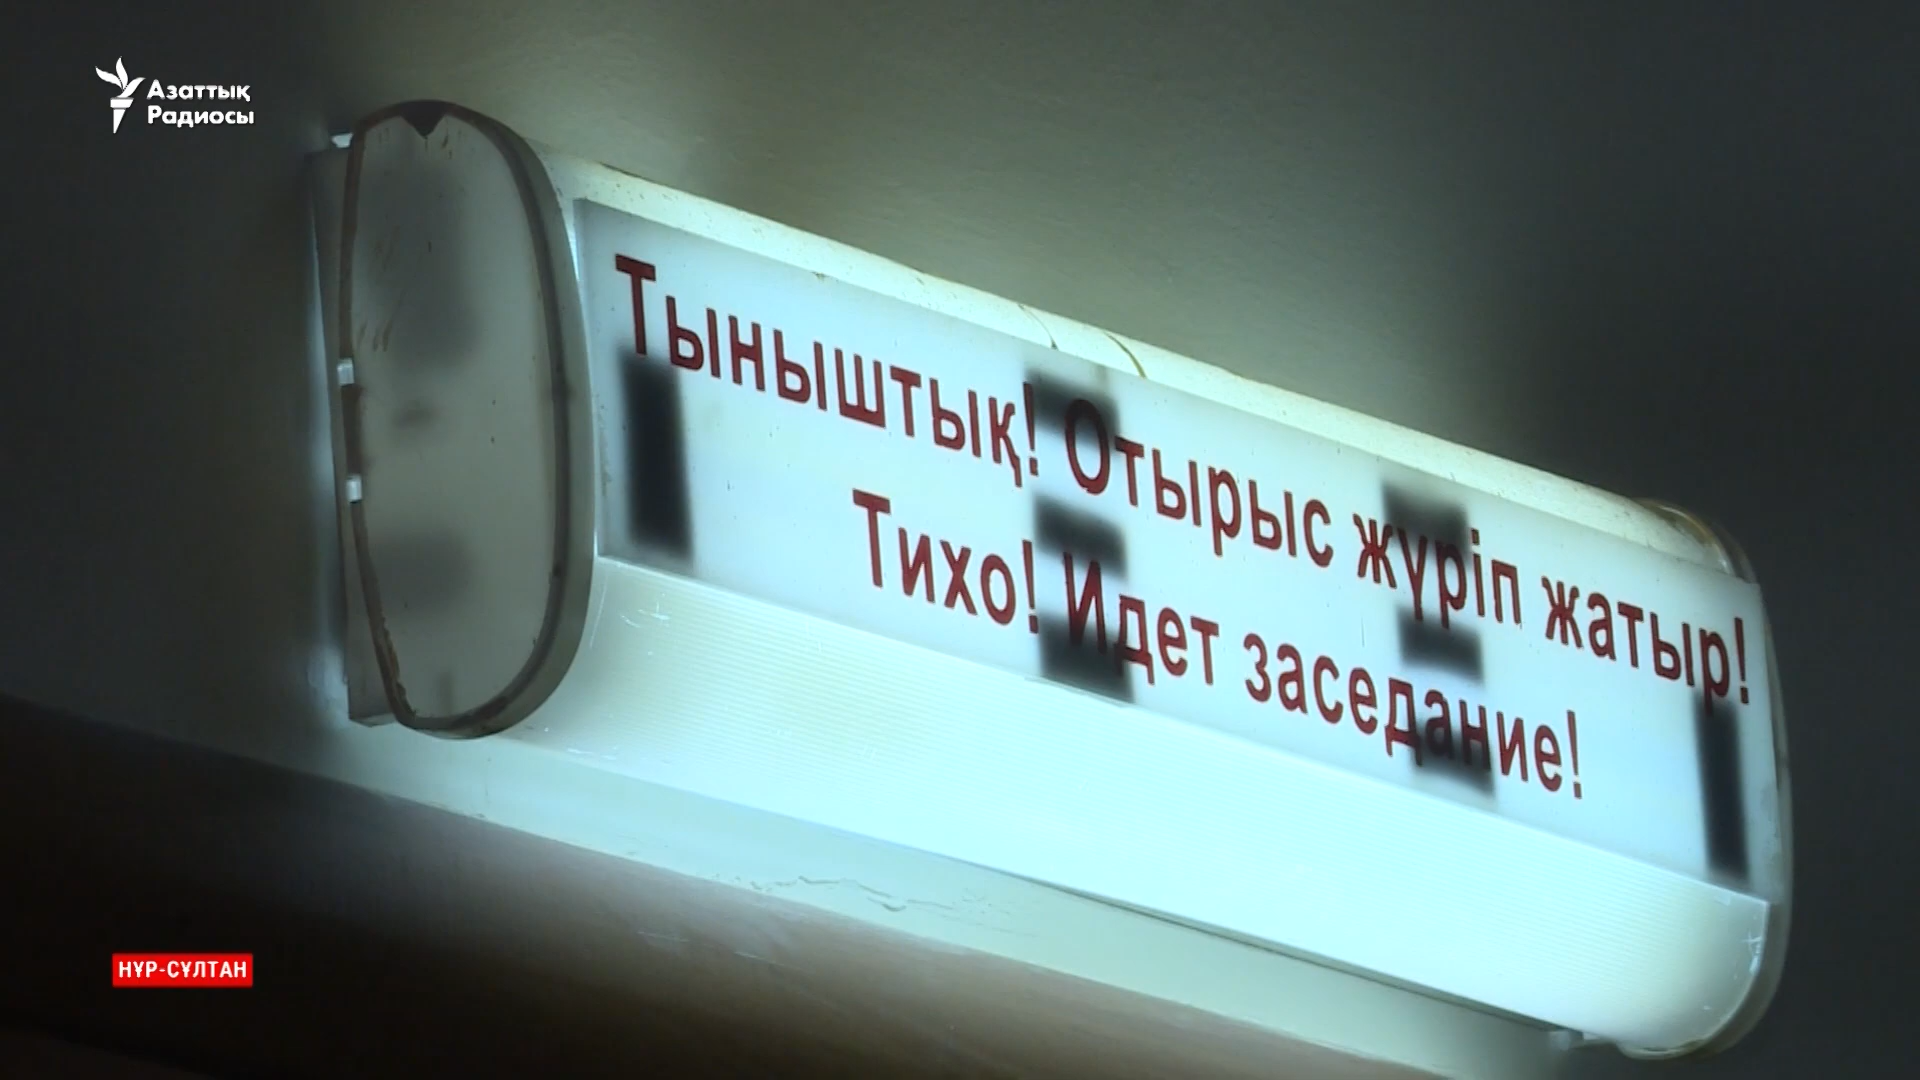 Азаттық
Радиосы
Тыныштық! Отырыс жүріп жатыр!
Тихо! Идет заседание!
НҰР-СҰЛТАН